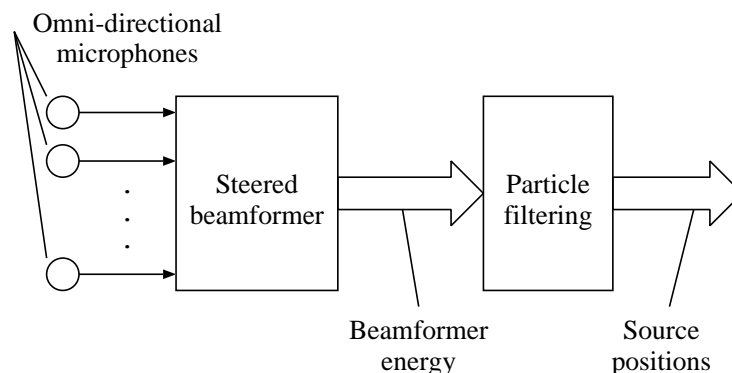 Omni-directional
microphones
Steered
beamformer
Particle
filtering
Beamformer
energy
Source
positions